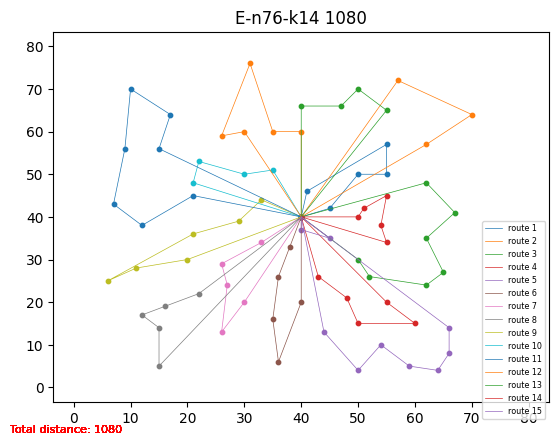 E-n76-k14 1080
80
70
60
50
40
30
20
10
0
0 10 20 30 40 50 60 70 80
route 1
route 2
route 3
route 4
route 5
route 6
route 7
route 8
route 9
route 10
route 11
route 12
route 13
route 14
route 15
Total distance: 1080